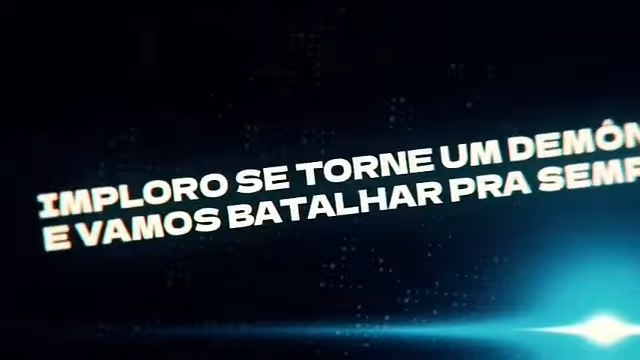 IMPLORO SE TORNE UM DEMÔN
E VAMOS BATALHAR PRA SEMP